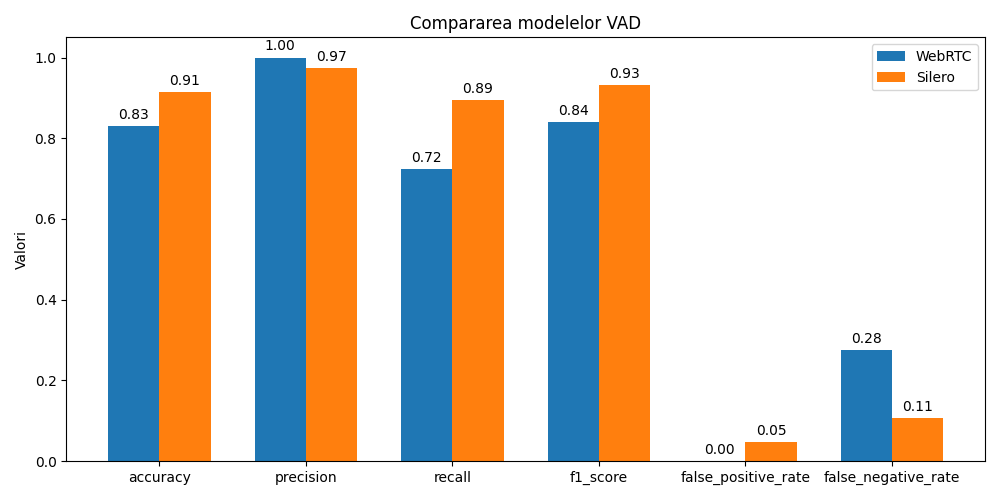 Compararea modelelor VAD
WebRTC
Silero
Valori
1.0
0.8
0.6
0.4
0.2
0.0
0.83
0.91
1.00
0.97
0.72
0.89
0.84
0.93
0.00
0.05
0.28
0.11
accuracy
precision
recall
f1_score
false_positive_rate
false_negative_rate